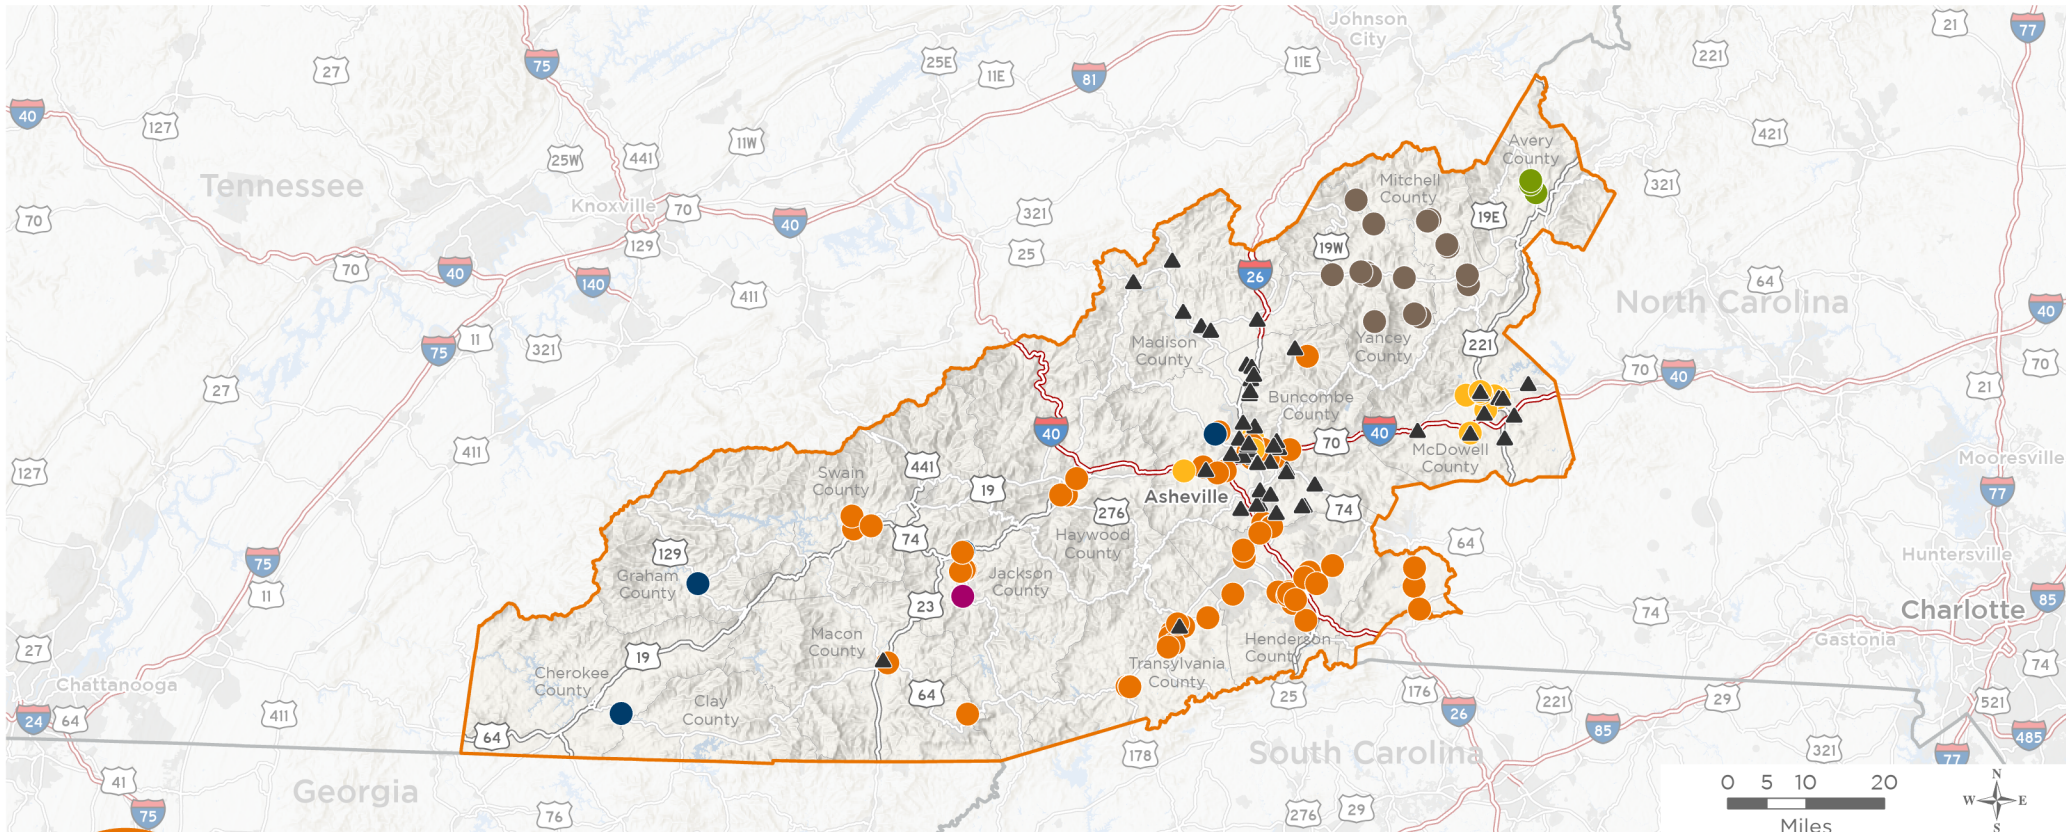 Johnson
City
21
77
27
75
25E
11E
11E
81
221
40
127
11W
421
Avery
County
25W
441
Tennessee
Mitchell
County
321
70
Knoxville
70
40
321
19E
129
25
19W
70
40
140
26
64
411
North Carolina
40
11
75
321
Madison
County
Yancey
County
221
70
40
70
27
21
Buncombe
County
40
70
40
411
127
441
McDowell
County
Mooresville
Swain
County
19
Asheville
77
276
74
74
Haywood
County
64
129
Huntersville
75
Graham
County
Jackson
County
11
23
74
85
Charlotte
Macon
County
Henderson
County
Gastonia
27
19
74
Transylvania
County
Cherokee
County
Chattanooga
64
25
176
221
29
24
64
411
Clay
County
26
521
85
64
485
South Carolina
178
321
77
41
Georgia
0 5 10 20
N
W E
S
75
76
276
29
Miles